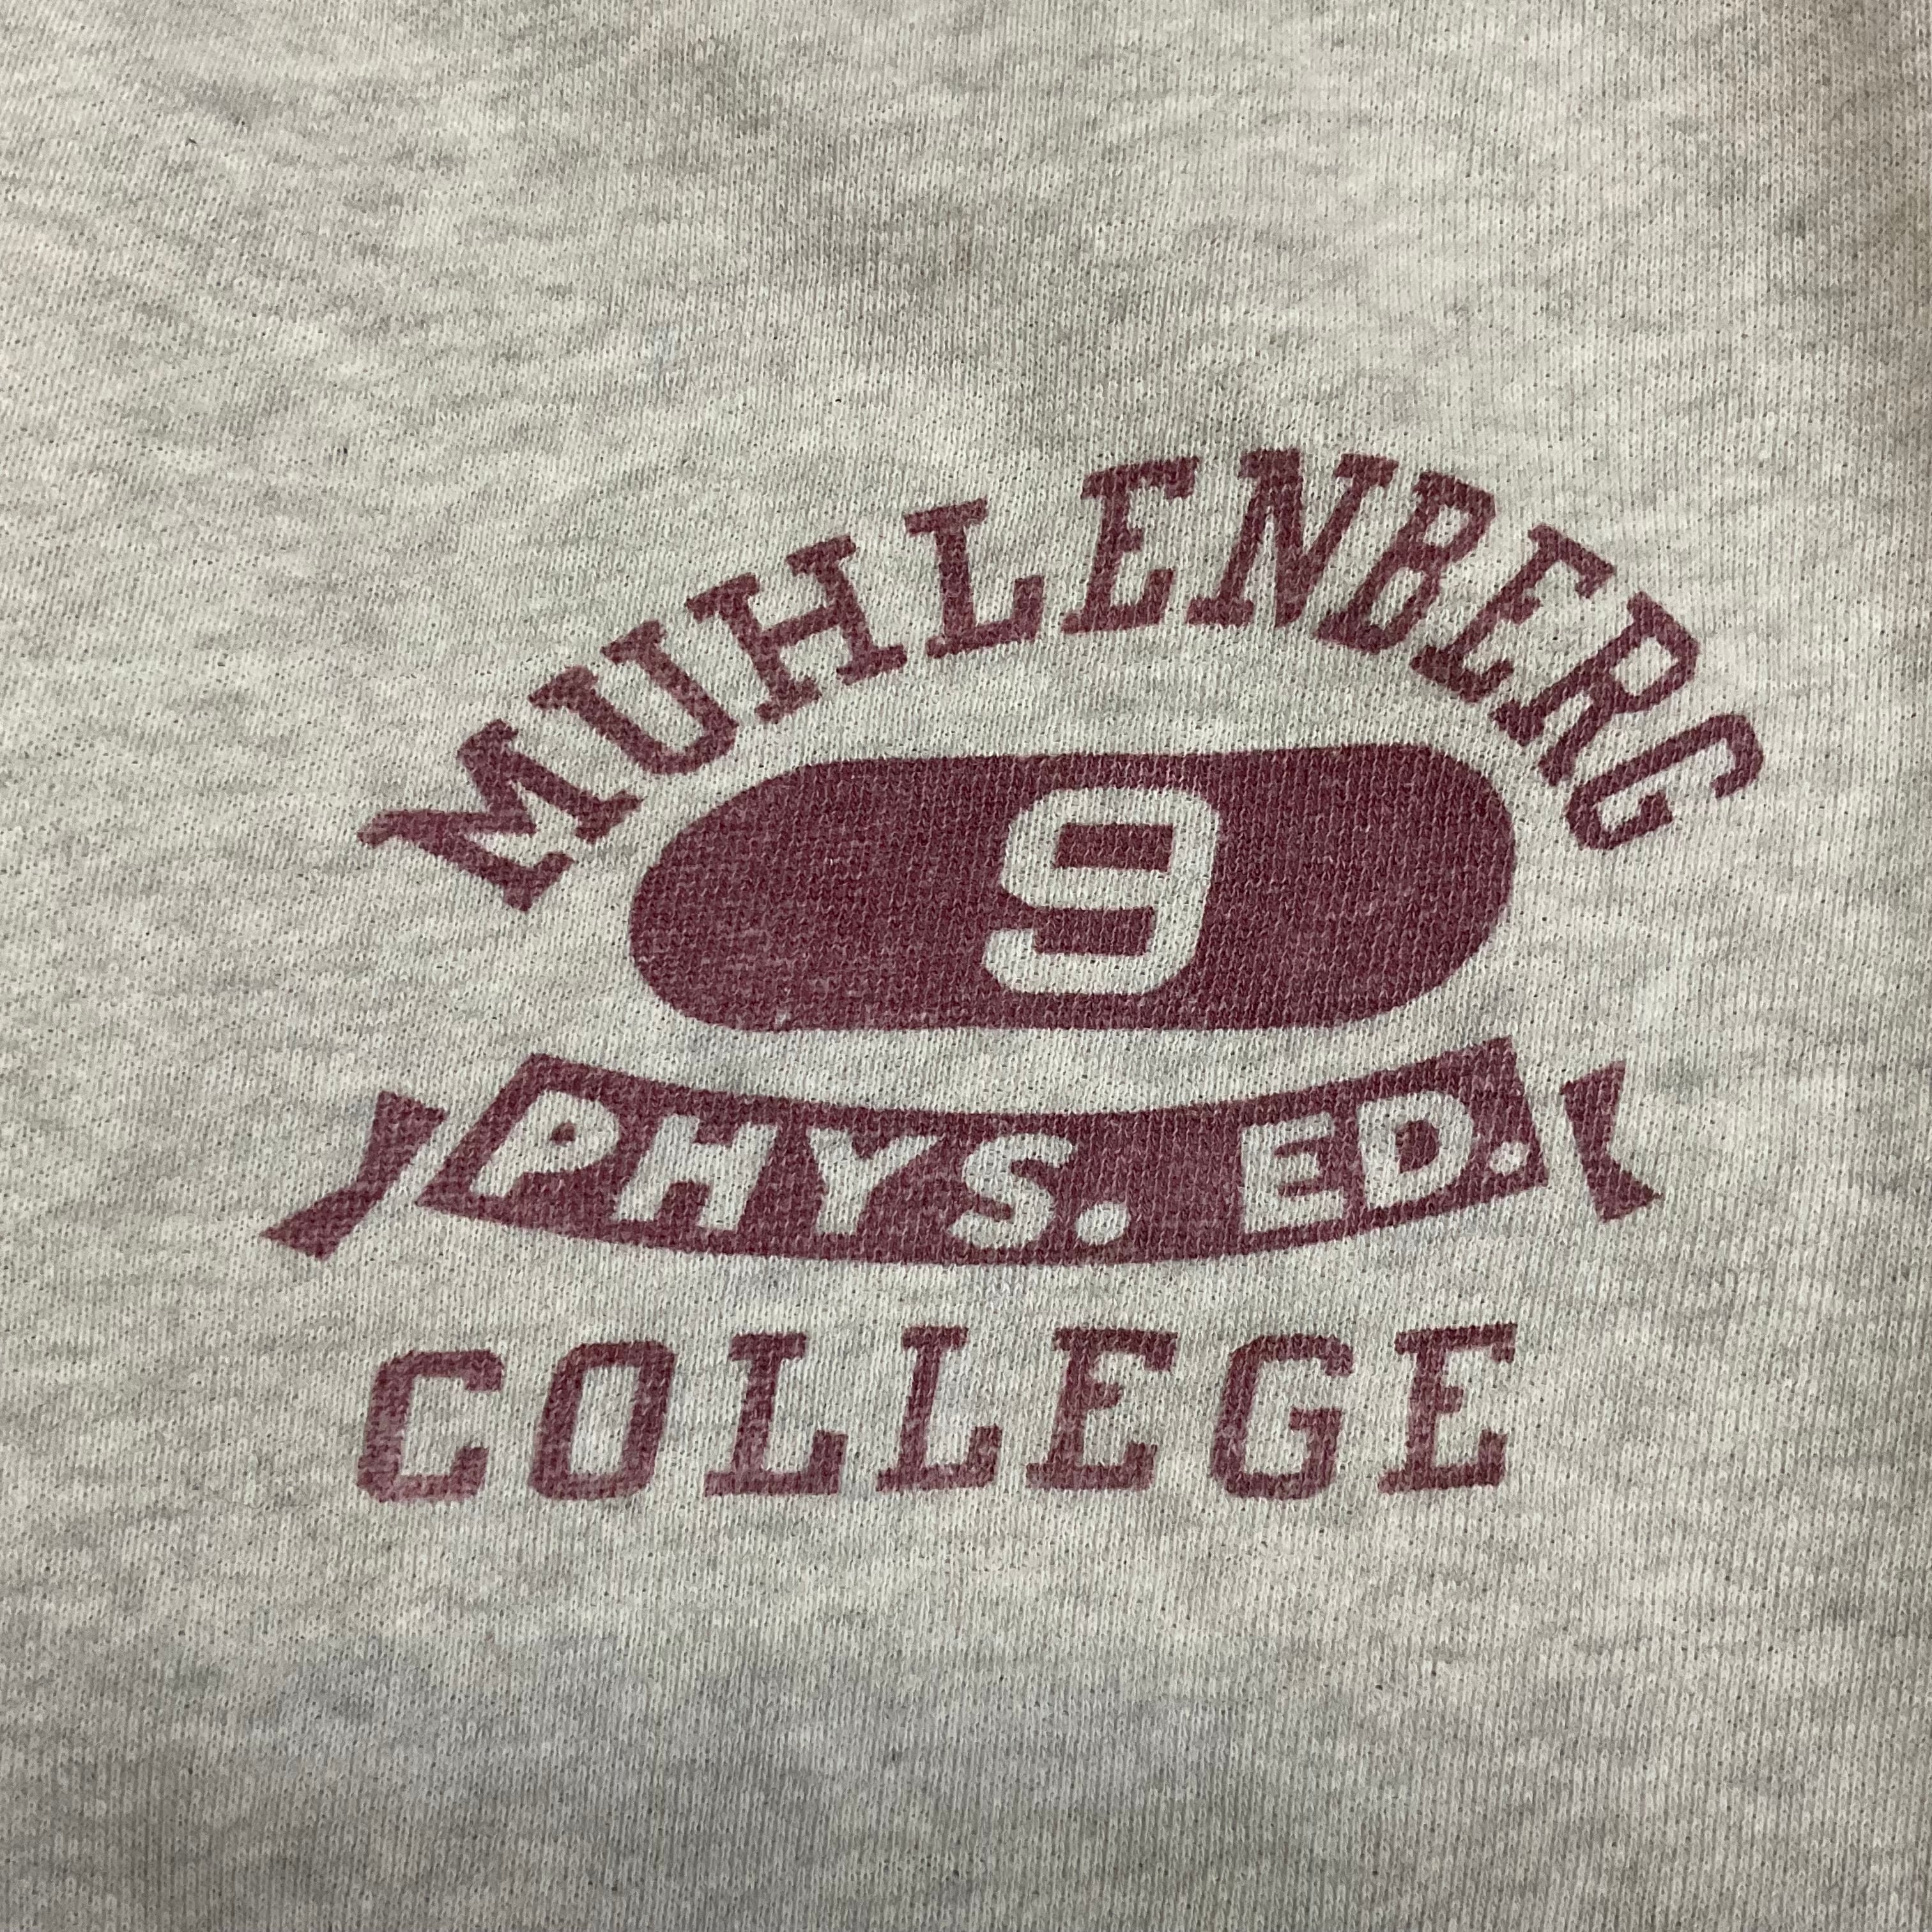 MUHLENBERG
9
PHYS. ED.
COLLEGE